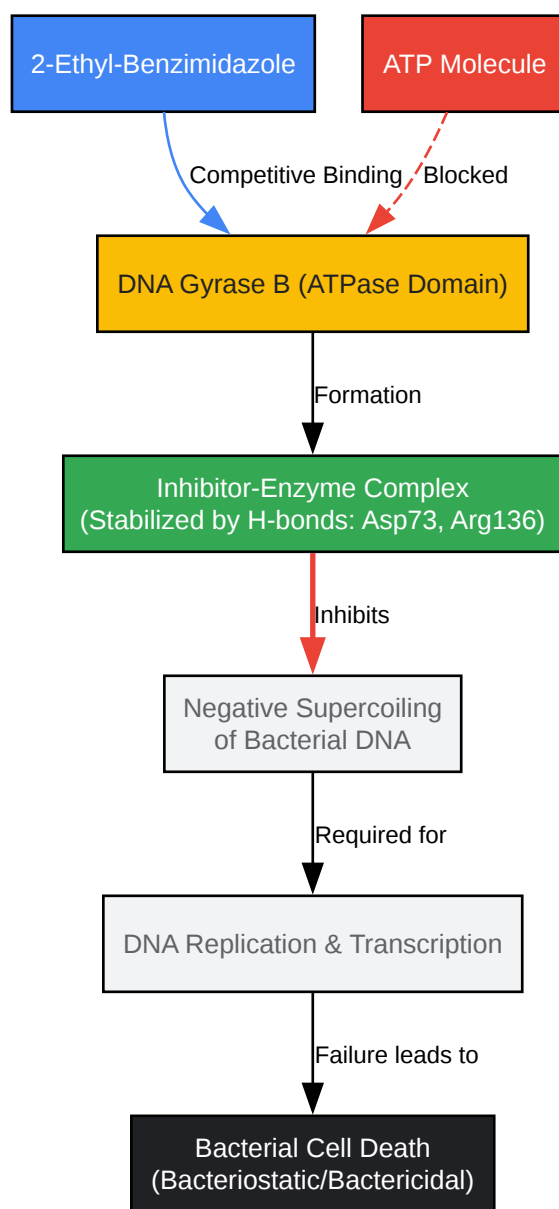 2-Ethyl-Benzimidazole
ATP Molecule
Competitive Binding
Blocked
DNA Gyrase B (ATPase Domain)
Formation
Inhibitor-Enzyme Complex
(Stabilized by H-bonds: Asp73, Arg136)
Inhibits
Negative Supercoiling
of Bacterial DNA
Required for
DNA Replication & Transcription
Failure leads to
Bacterial Cell Death
(Bacteriostatic/Bactericidal)